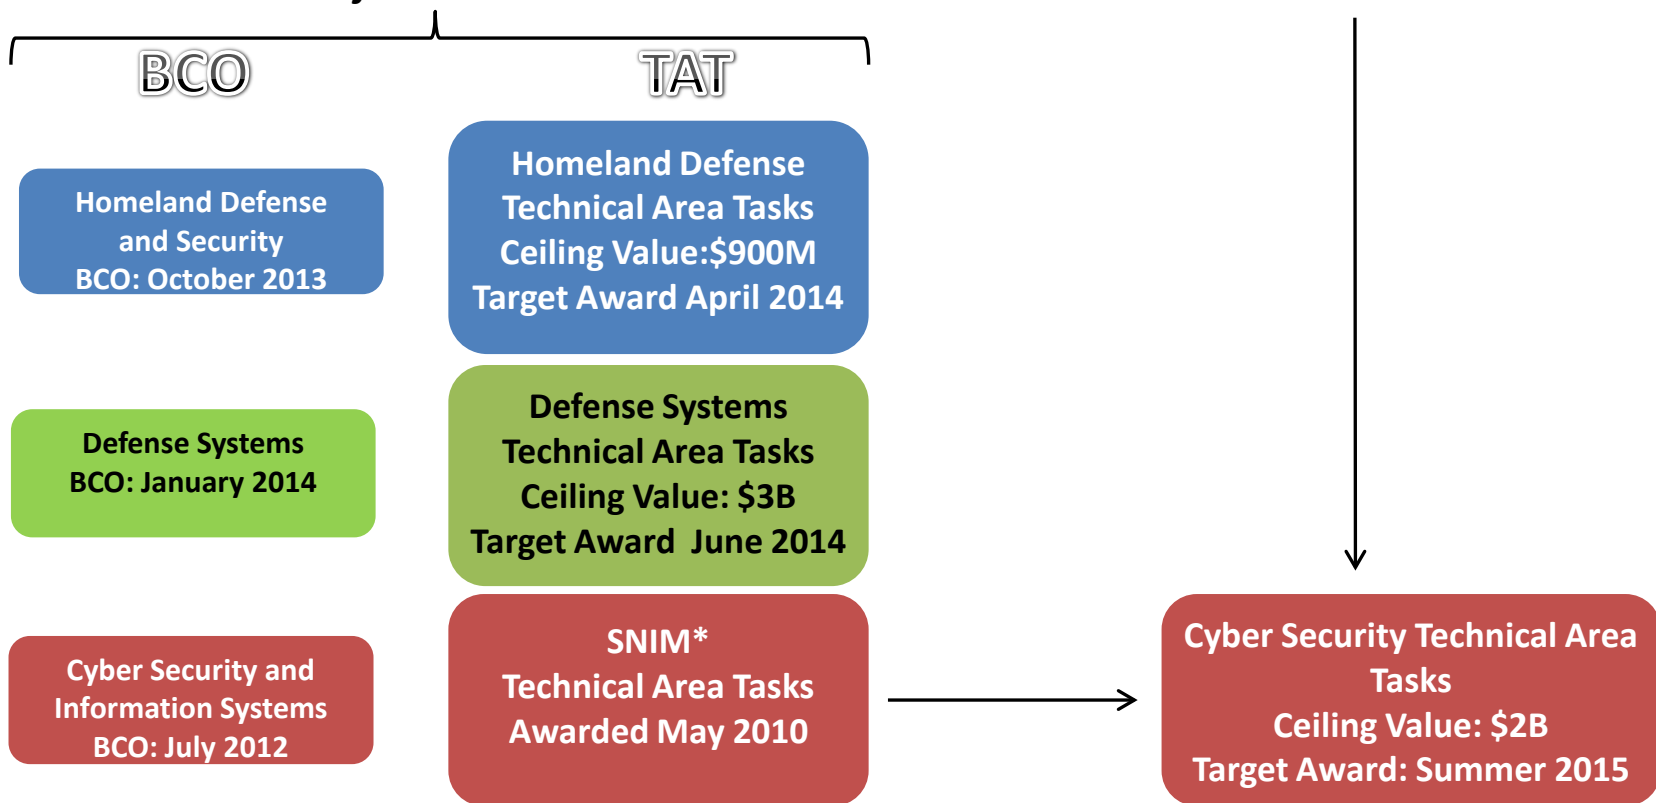 BCO
TAT
Homeland Defense
and Security
BCO: October 2013
Homeland Defense
Technical Area Tasks
Ceiling Value:$900M
Target Award April 2014
Defense Systems
BCO: January 2014
Defense Systems
Technical Area Tasks
Ceiling Value: $3B
Target Award June 2014
Cyber Security and
Information Systems
BCO: July 2012
SNIM*
Technical Area Tasks
Awarded May 2010
Cyber Security Technical Area
Tasks
Ceiling Value: $2B
Target Award: Summer 2015